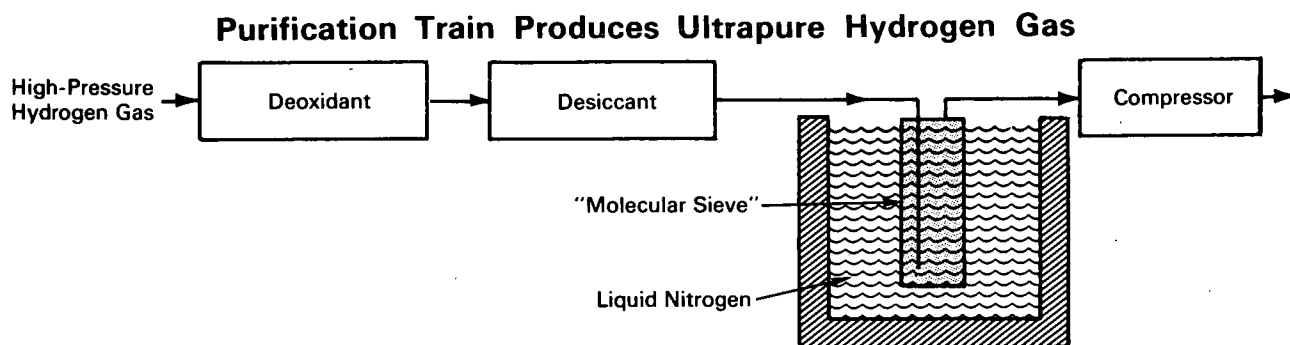 Purification Train Produces Ultrapure Hydrogen Gas
High-Pressure
Hydrogen Gas
Deoxidant
Desiccant
Compressor
"Molecular Sieve"
Liquid Nitrogen